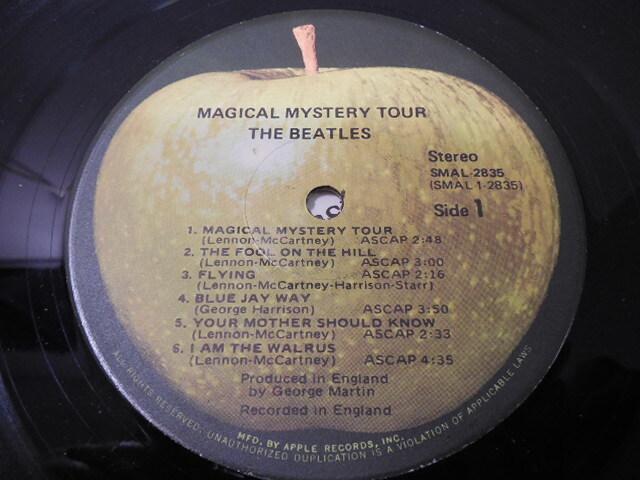 MAGICAL MYSTERY TOUR
THE BEATLES
Stereo
SMAL-2835
(SMAL 1-2835)
Side 1
1. MAGICAL MYSTERY TOUR
(Lennon-McCartney) ASCAP 2:48
2. THE FOOL ON THE HILL
(Lennon-McCartney) ASCAP 3:00
3. FLYING ASCAP 2:16
(Lennon-McCartney-Harrison-Starr)
4. BLUE JAY WAY
(George Harrison) ASCAP 3:50
5. YOUR MOTHER SHOULD KNOW
(Lennon-McCartney) ASCAP 2:33
6. I AM THE WALRUS
(Lennon-McCartney) ASCAP 4:35
Produced in England
by George Martin
Recorded in England
MFD. BY APPLE RECORDS, INC.
ALL RIGHTS RESERVED. UNAUTHORIZED DUPLICATION IS A VIOLATION OF APPLICABLE LAWS